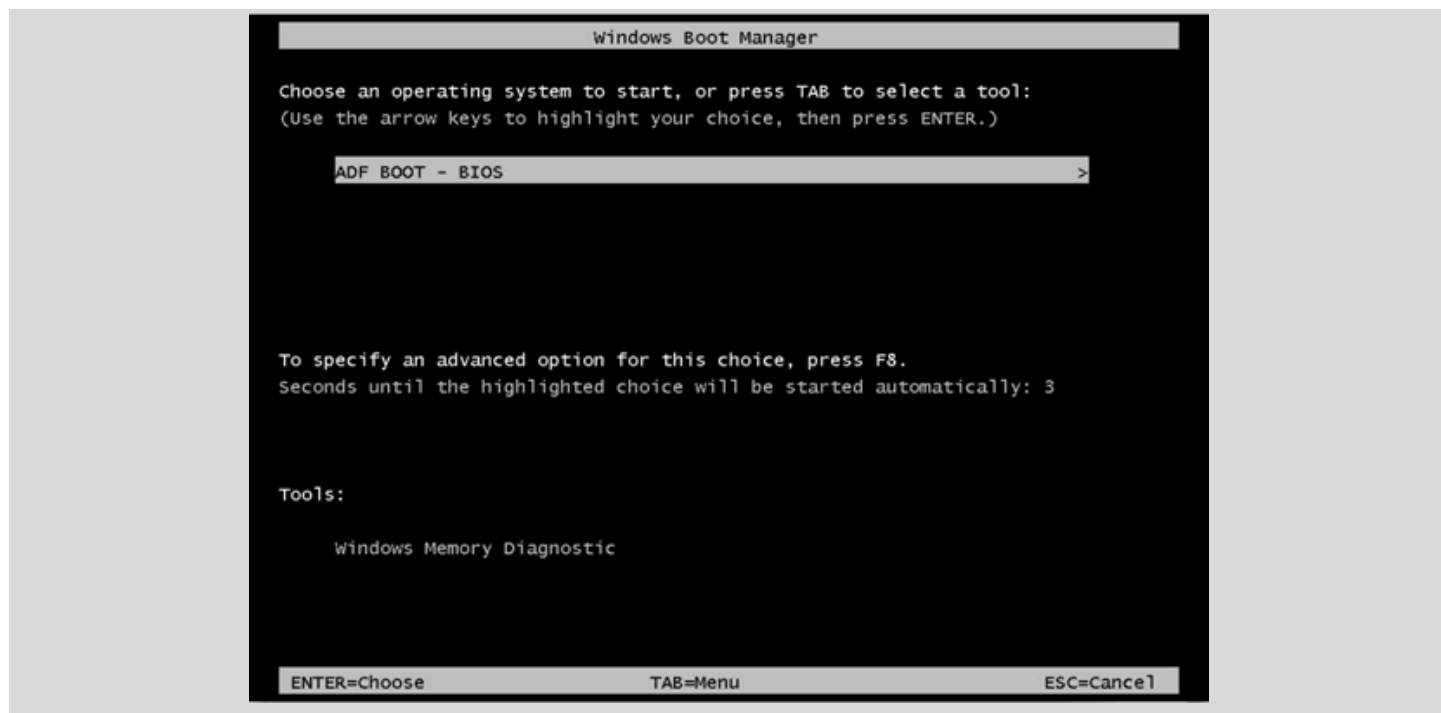 Windows Boot Manager
Choose an operating system to start, or press TAB to select a tool:
(Use the arrow keys to highlight your choice, then press ENTER.)
ADF BOOT - BIOS >
To specify an advanced option for this choice, press F8.
Seconds until the highlighted choice will be started automatically: 3
Tools:
Windows Memory Diagnostic
ENTER=Choose TAB=Menu ESC=Cancel